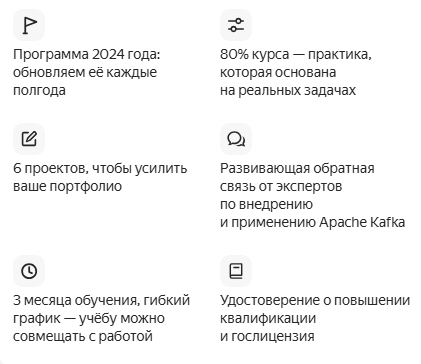 Программа 2024 года:
обновляем её каждые
полгода
80% курса — практика,
которая основана
на реальных задачах
6 проектов, чтобы усилить
ваше портфолио
Развивающая обратная
связь от экспертов
по внедрению
и применению Apache Kafka
3 месяца обучения, гибкий
график — учёбу можно
совмещать с работой
Удостоверение о повышении
квалификации
и гослицензия